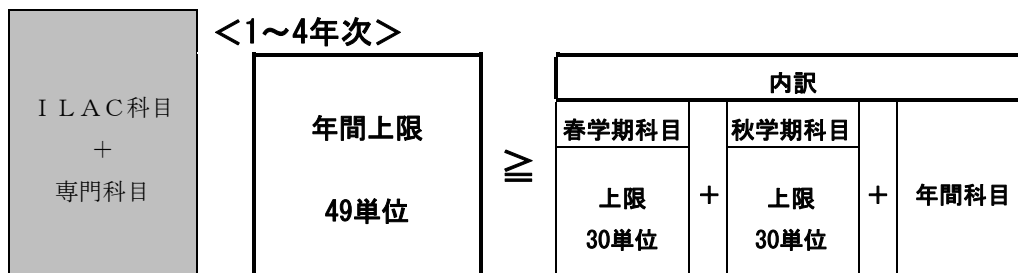 ＩＬＡＣ科目
＋
専門科目
＜1～4年次＞
年間上限
49単位
≧
内訳
春学期科目
上限
30単位
＋
秋学期科目
上限
30単位
＋
年間科目